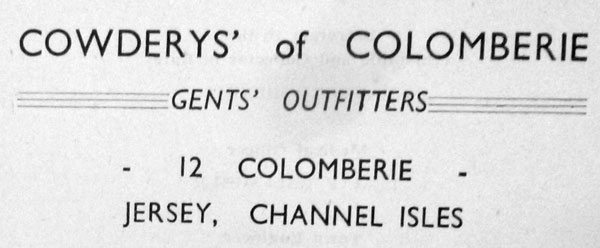 COWDERYS' of COLOMBERIE
GENTS' OUTFITTERS
- 12 COLOMBERIE -
JERSEY, CHANNEL ISLES